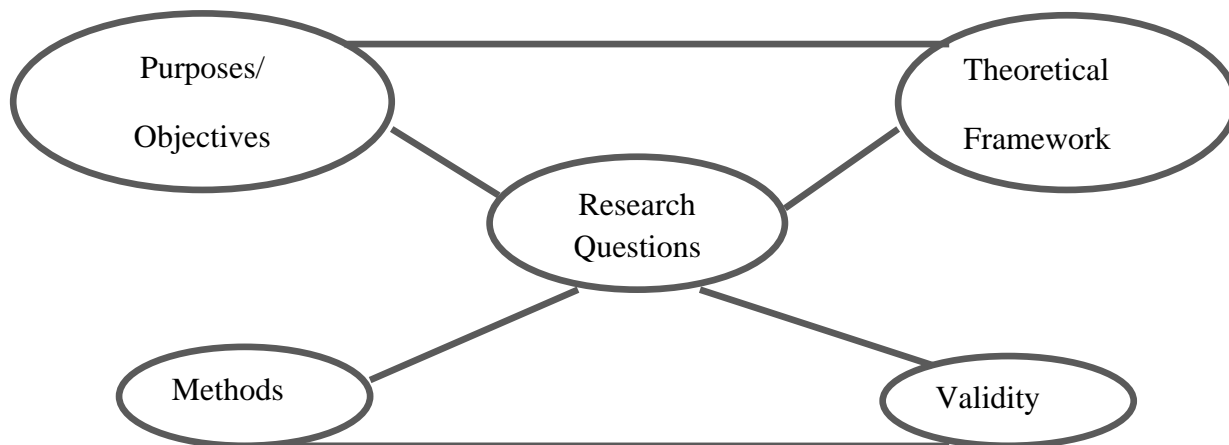 Purposes/
Objectives
Theoretical
Framework
Research
Questions
Methods
Validity